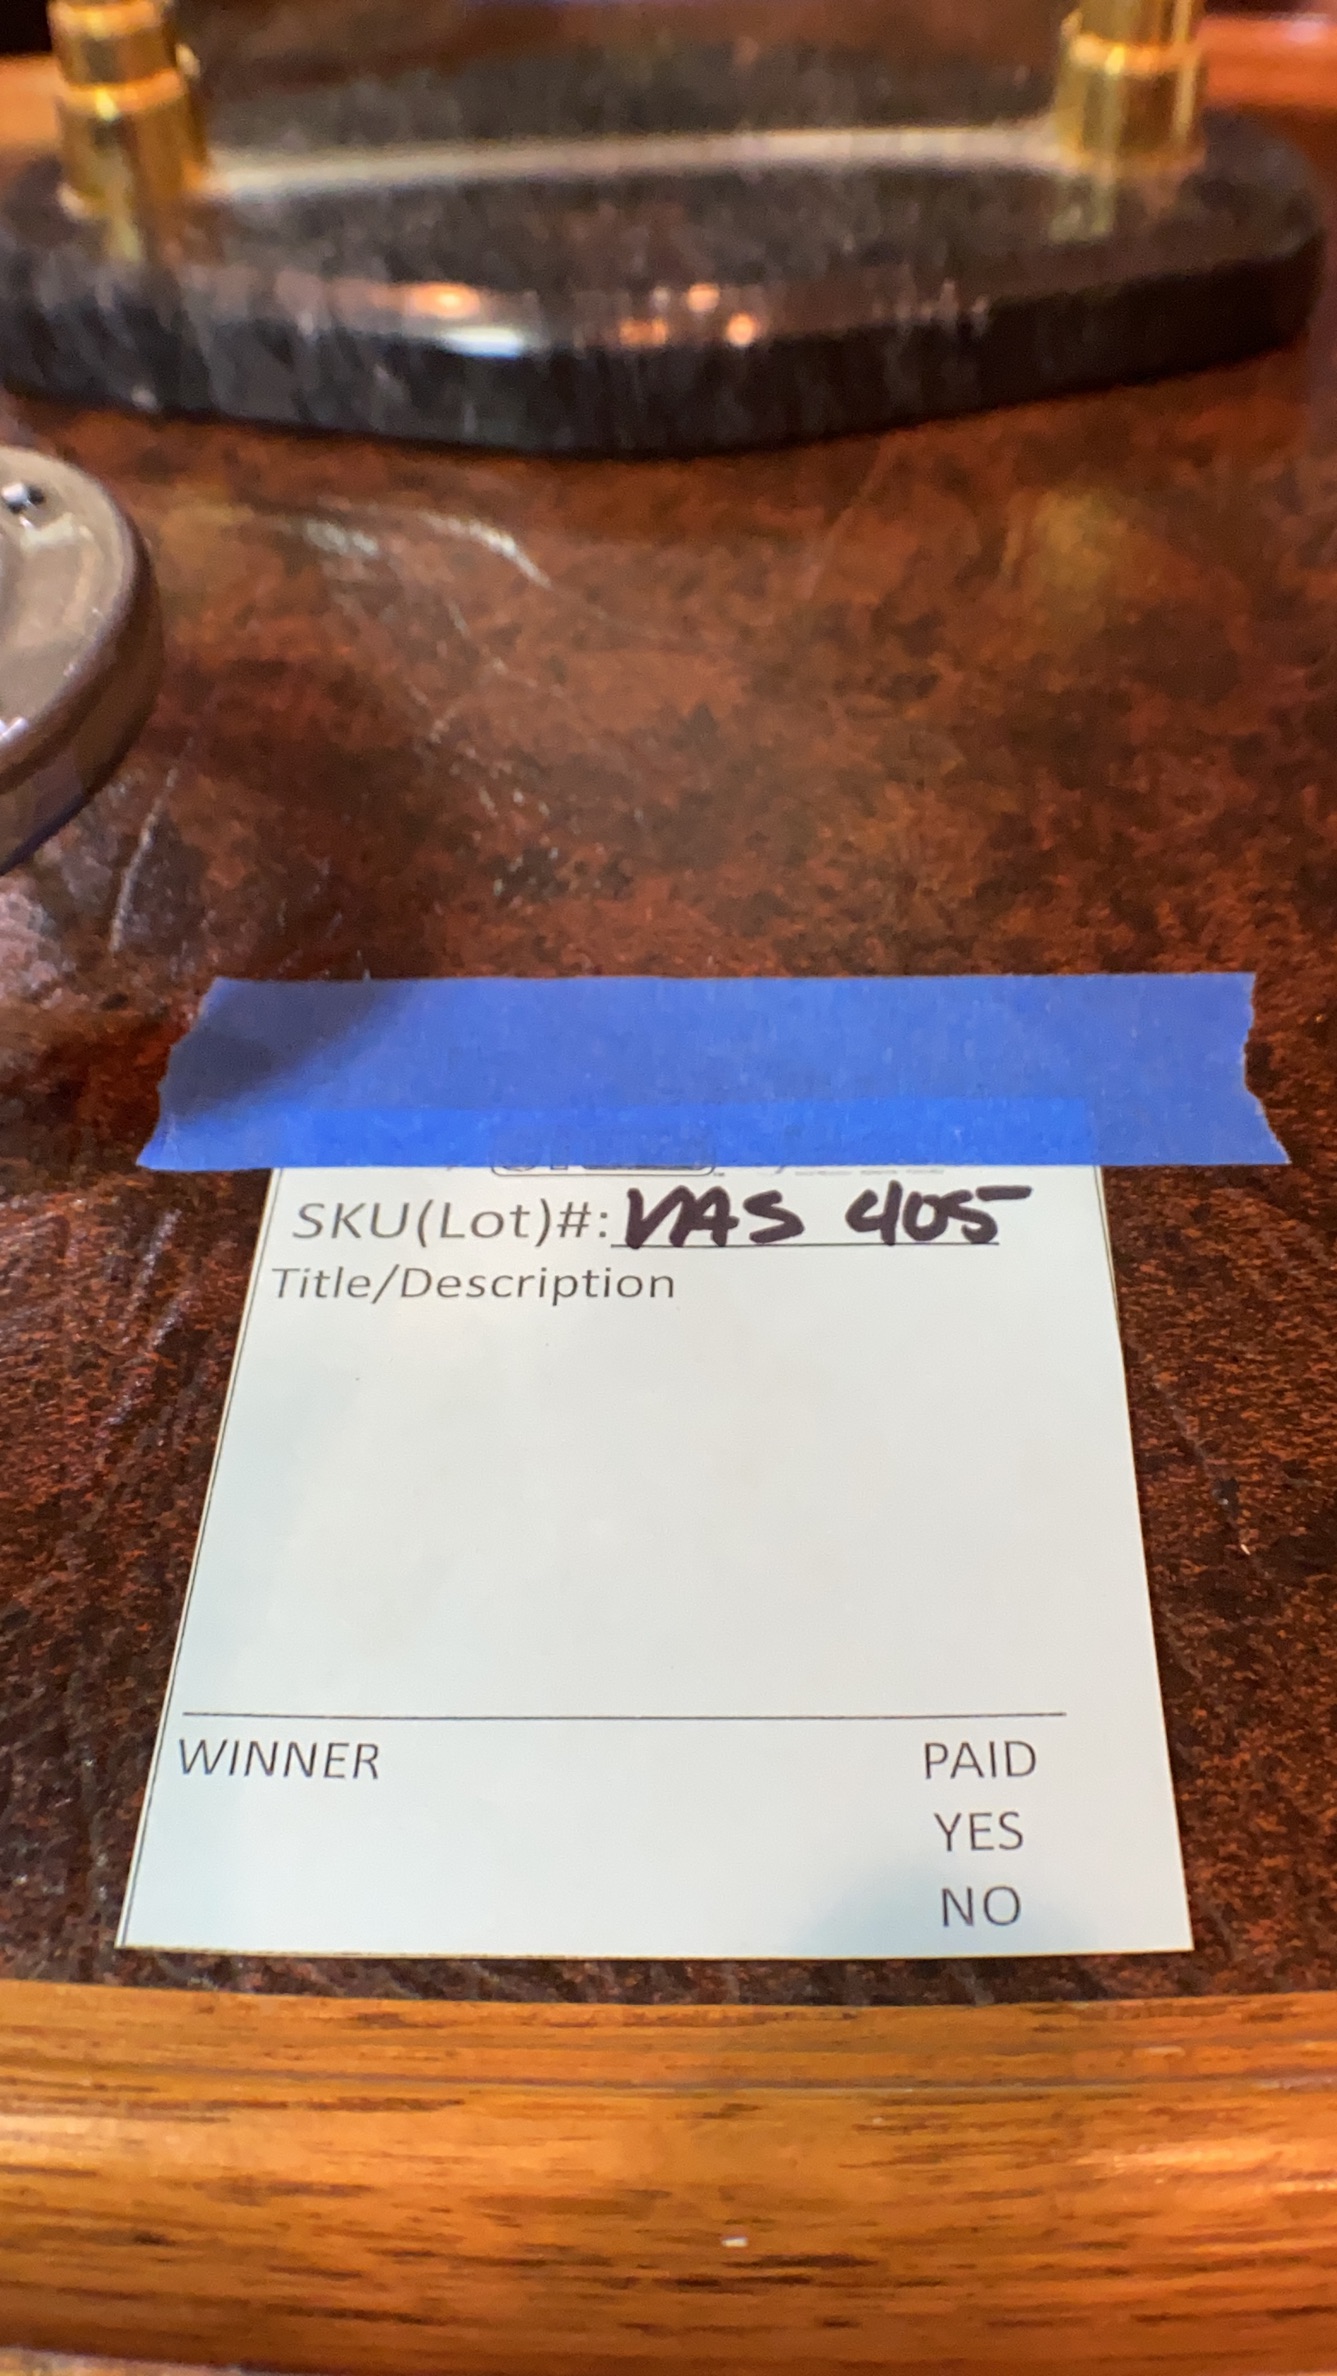 SKU(Lot)#: VAS 405
Title/Description
WINNER PAID
YES
NO